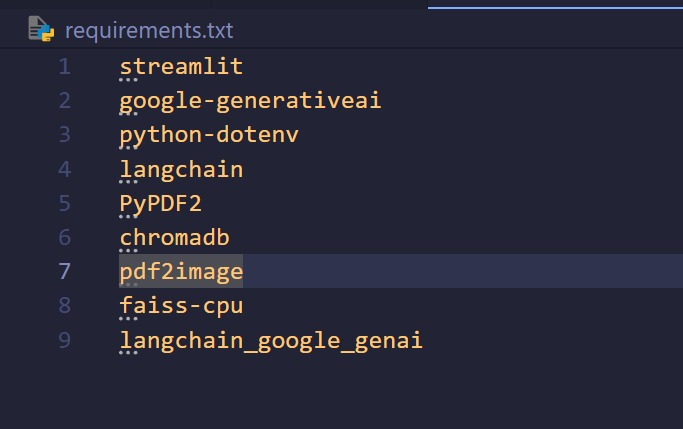 requirements.txt
1 streamlit
2 google-generativeai
3 python-dotenv
4 langchain
5 PyPDF2
6 chromadb
7 pdf2image
8 faiss-cpu
9 langchain_google_genai